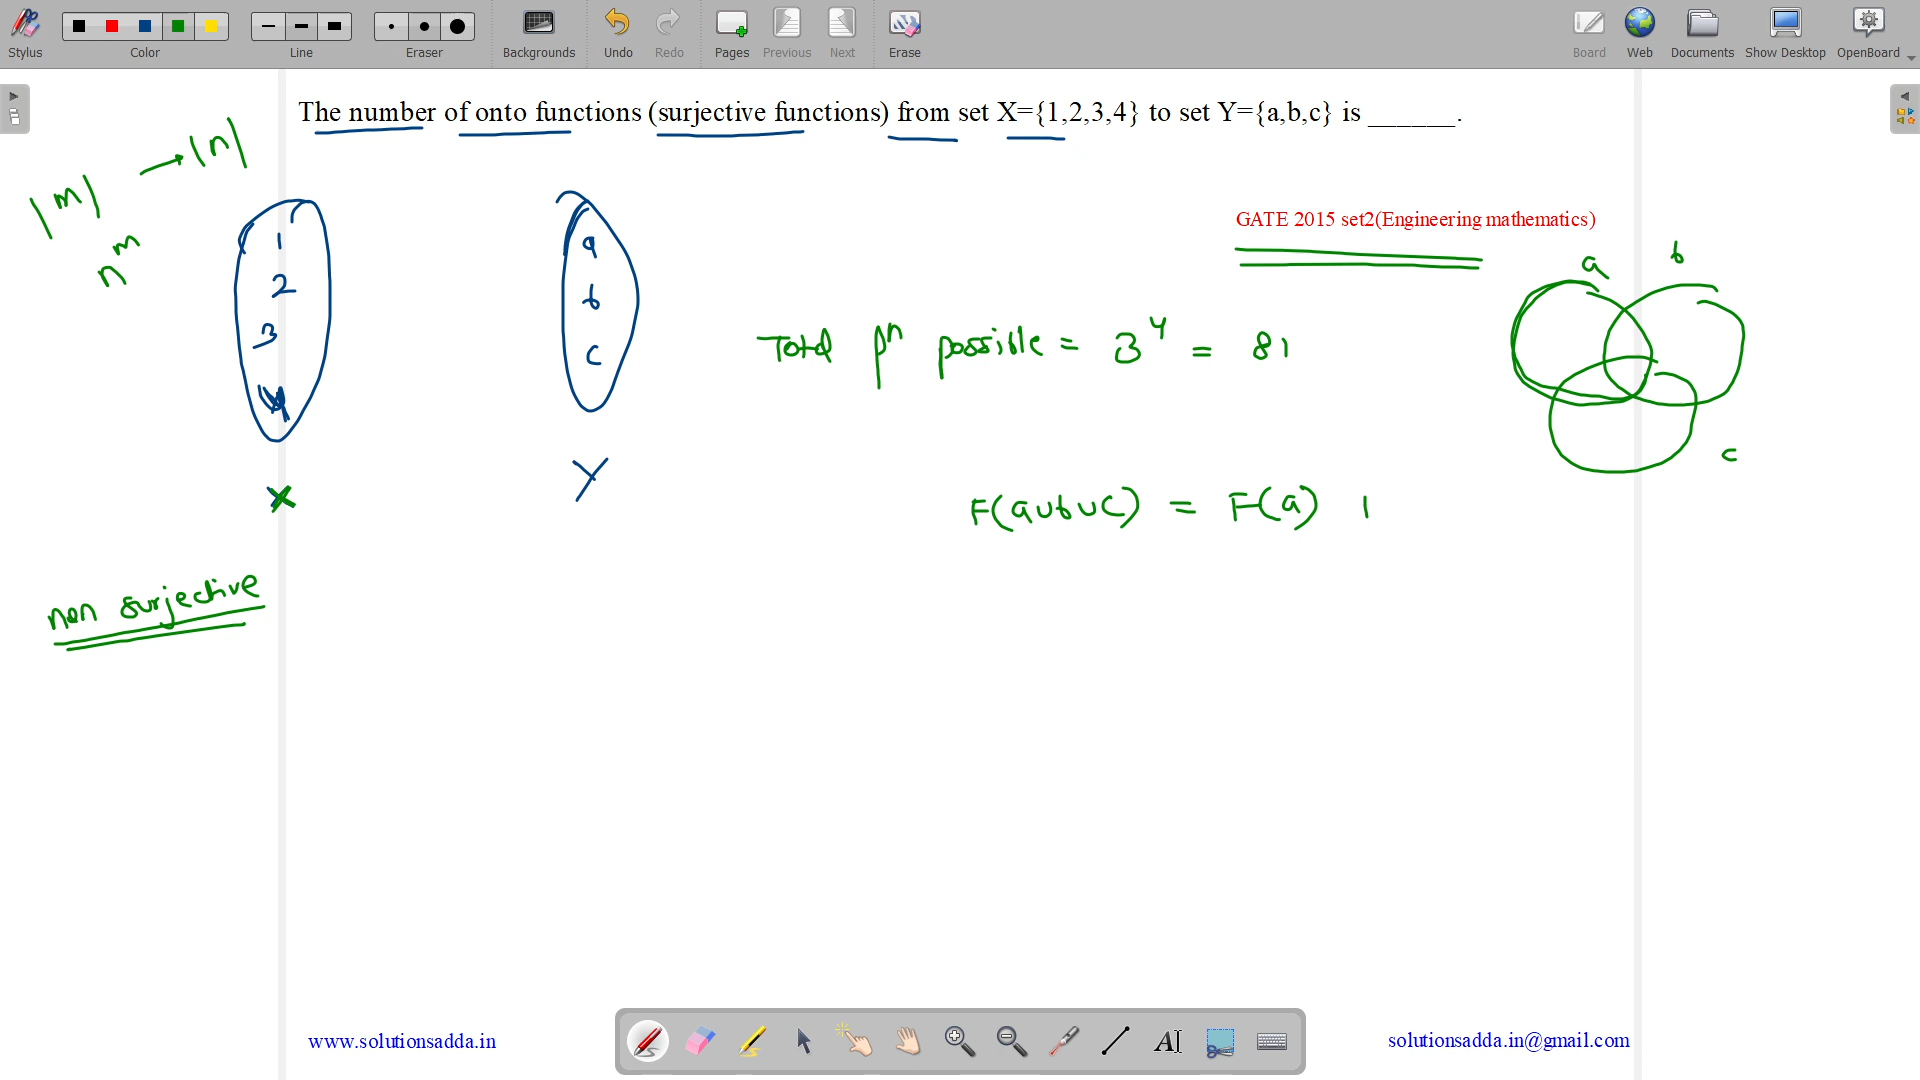 Stylus
Color
Line
Eraser
Backgrounds
Undo
Redo
Pages
Previous
Next
Erase
Board
Web
Documents
Show Desktop
OpenBoard
The number of onto functions (surjective functions) from set X={1,2,3,4} to set Y={a,b,c} is ______.
|m| → |n|
n^m
GATE 2015 set2(Engineering mathematics)
1
2
3
4
X
a
b
c
Y
a
b
c
Total fⁿ possible = 3^4 = 81
F(a∪b∪c) = F(a) 1
non surjective
www.solutionsadda.in
solutionsadda.in@gmail.com